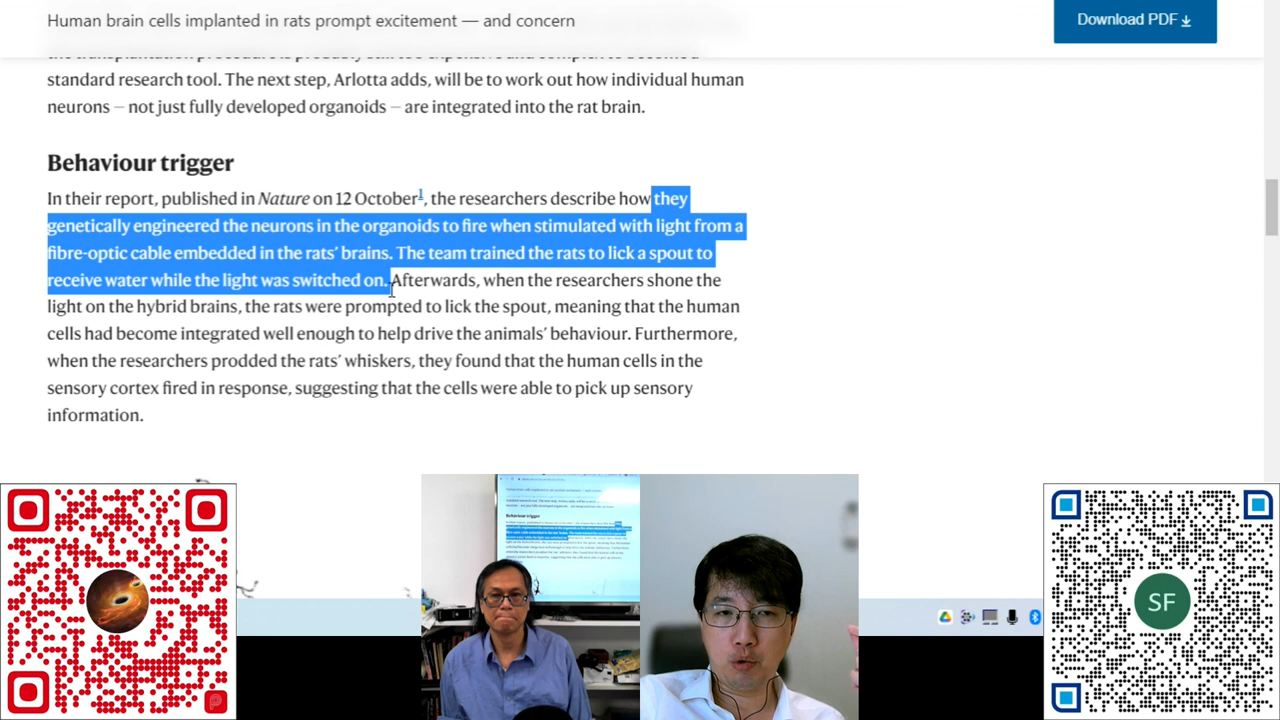 Human brain cells implanted in rats prompt excitement — and concern
Download PDF
standard research tool. The next step, Arlotta adds, will be to work out how individual human
neurons — not just fully developed organoids — are integrated into the rat brain.
Behaviour trigger
In their report, published in Nature on 12 October1, the researchers describe how they
genetically engineered the neurons in the organoids to fire when stimulated with light from a
fibre-optic cable embedded in the rats’ brains. The team trained the rats to lick a spout to
receive water while the light was switched on. Afterwards, when the researchers shone the
light on the hybrid brains, the rats were prompted to lick the spout, meaning that the human
cells had become integrated well enough to help drive the animals’ behaviour. Furthermore,
when the researchers prodded the rats’ whiskers, they found that the human cells in the
sensory cortex fired in response, suggesting that the cells were able to pick up sensory
information.
SF